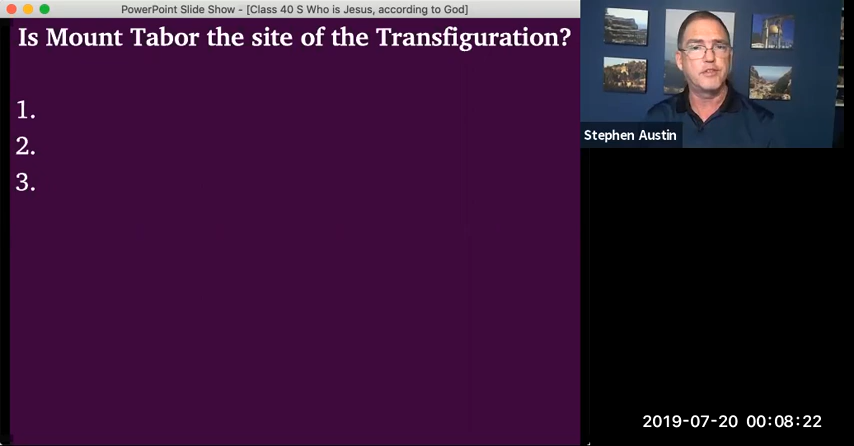 PowerPoint Slide Show - [Class 40 S Who is Jesus, according to God]
Is Mount Tabor the site of the Transfiguration?
1.
2.
3.
Stephen Austin
2019-07-20 00:08:22